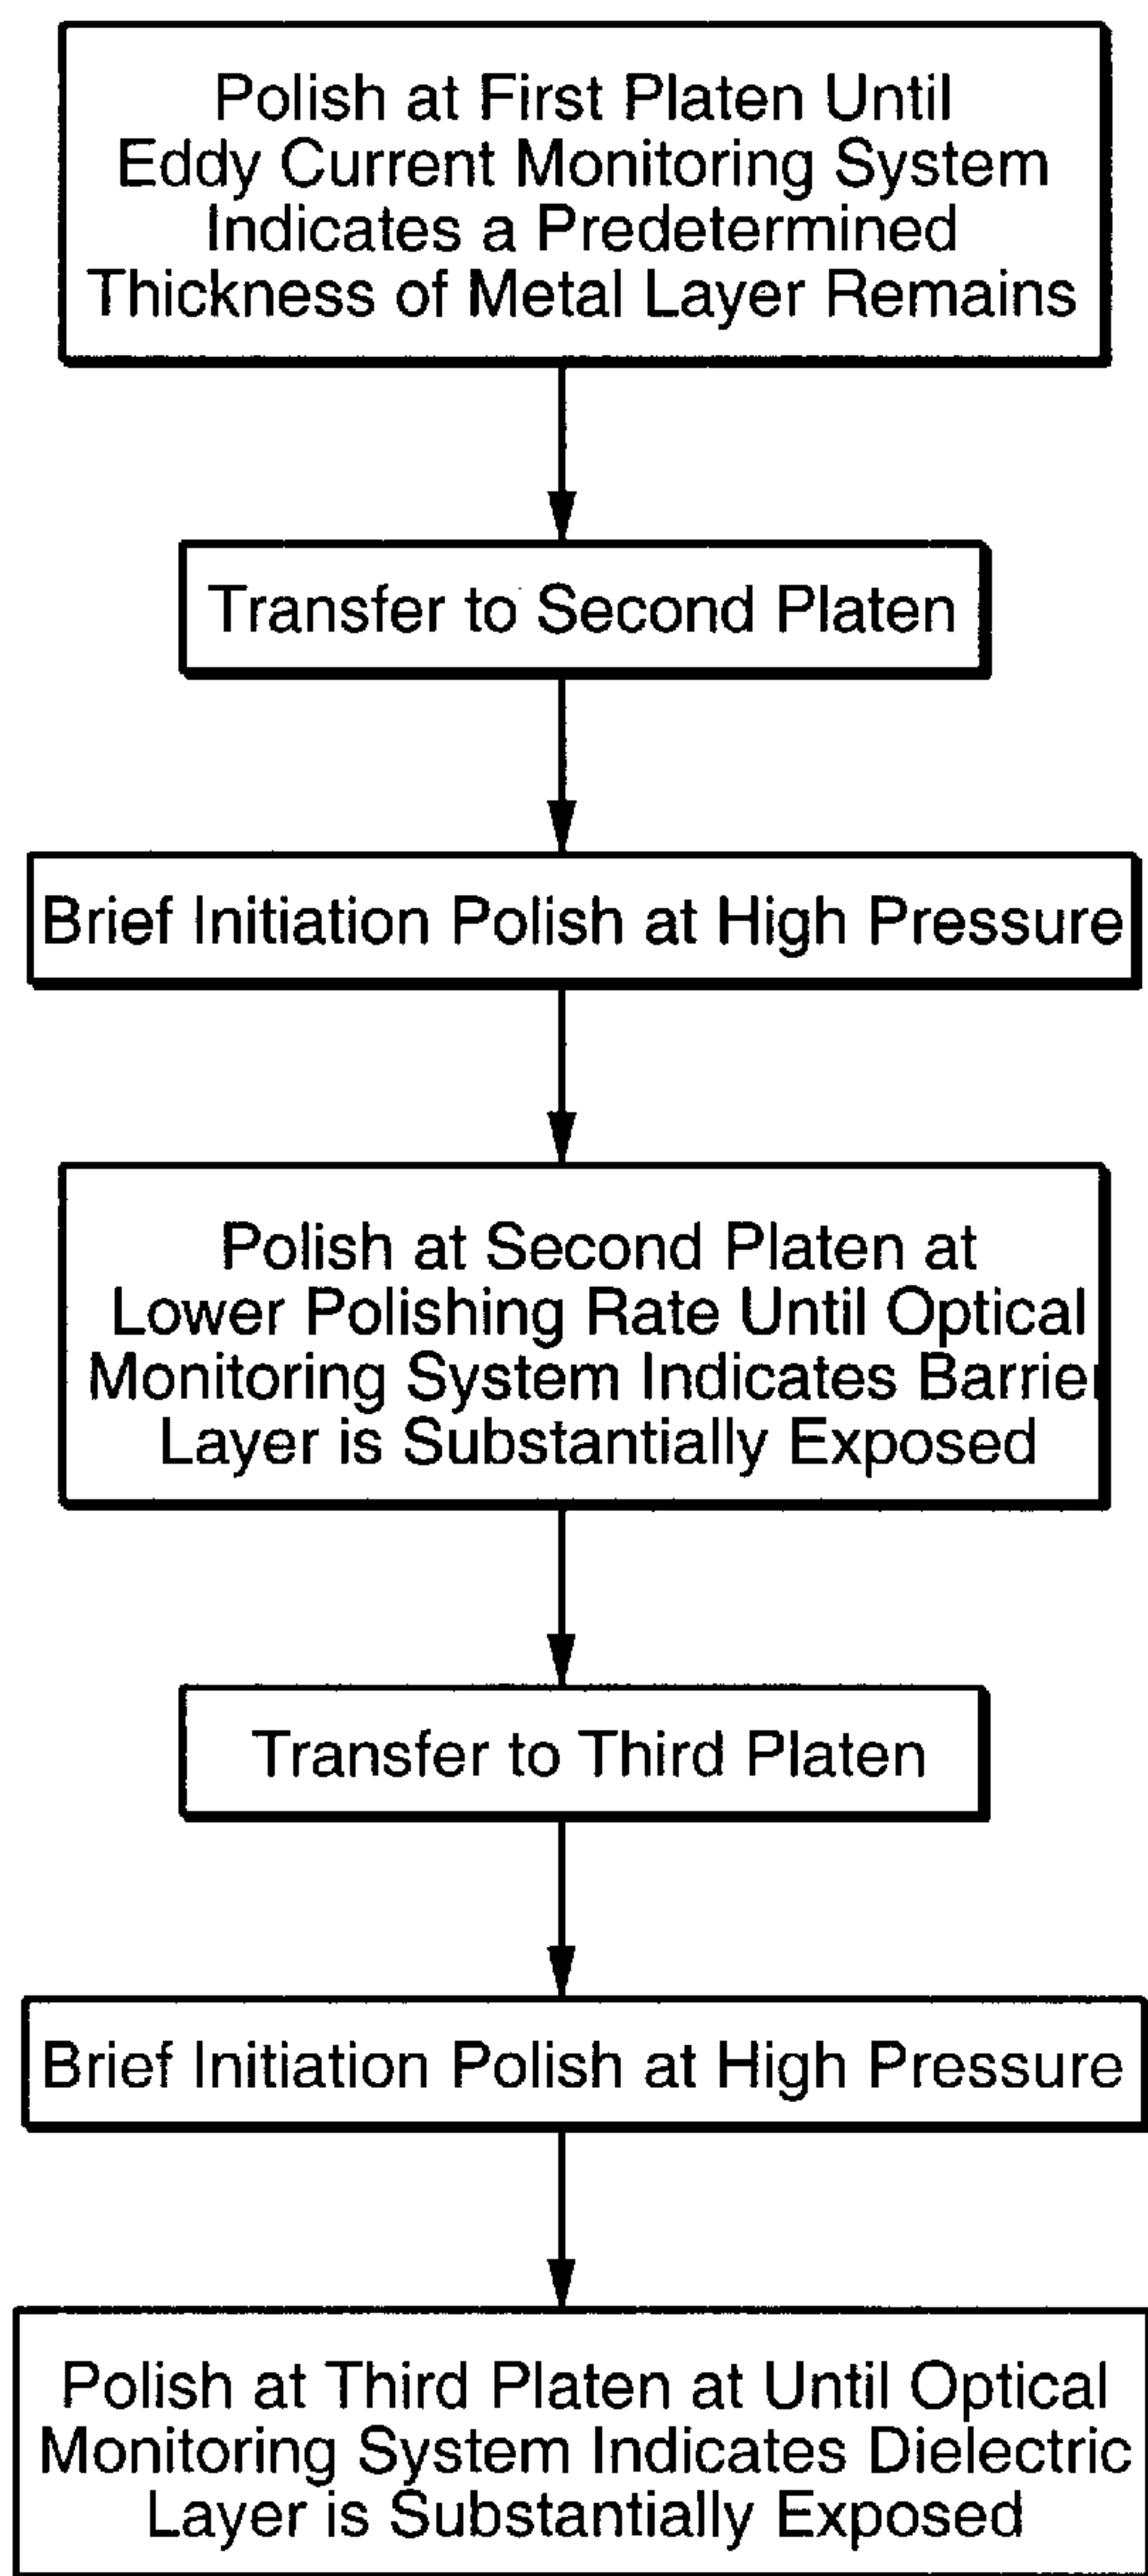 Polish at First Platen Until
Eddy Current Monitoring System
Indicates a Predetermined
Thickness of Metal Layer Remains
Transfer to Second Platen
Brief Initiation Polish at High Pressure
Polish at Second Platen at
Lower Polishing Rate Until Optical
Monitoring System Indicates Barrier
Layer is Substantially Exposed
Transfer to Third Platen
Brief Initiation Polish at High Pressure
Polish at Third Platen at Until Optical
Monitoring System Indicates Dielectric
Layer is Substantially Exposed